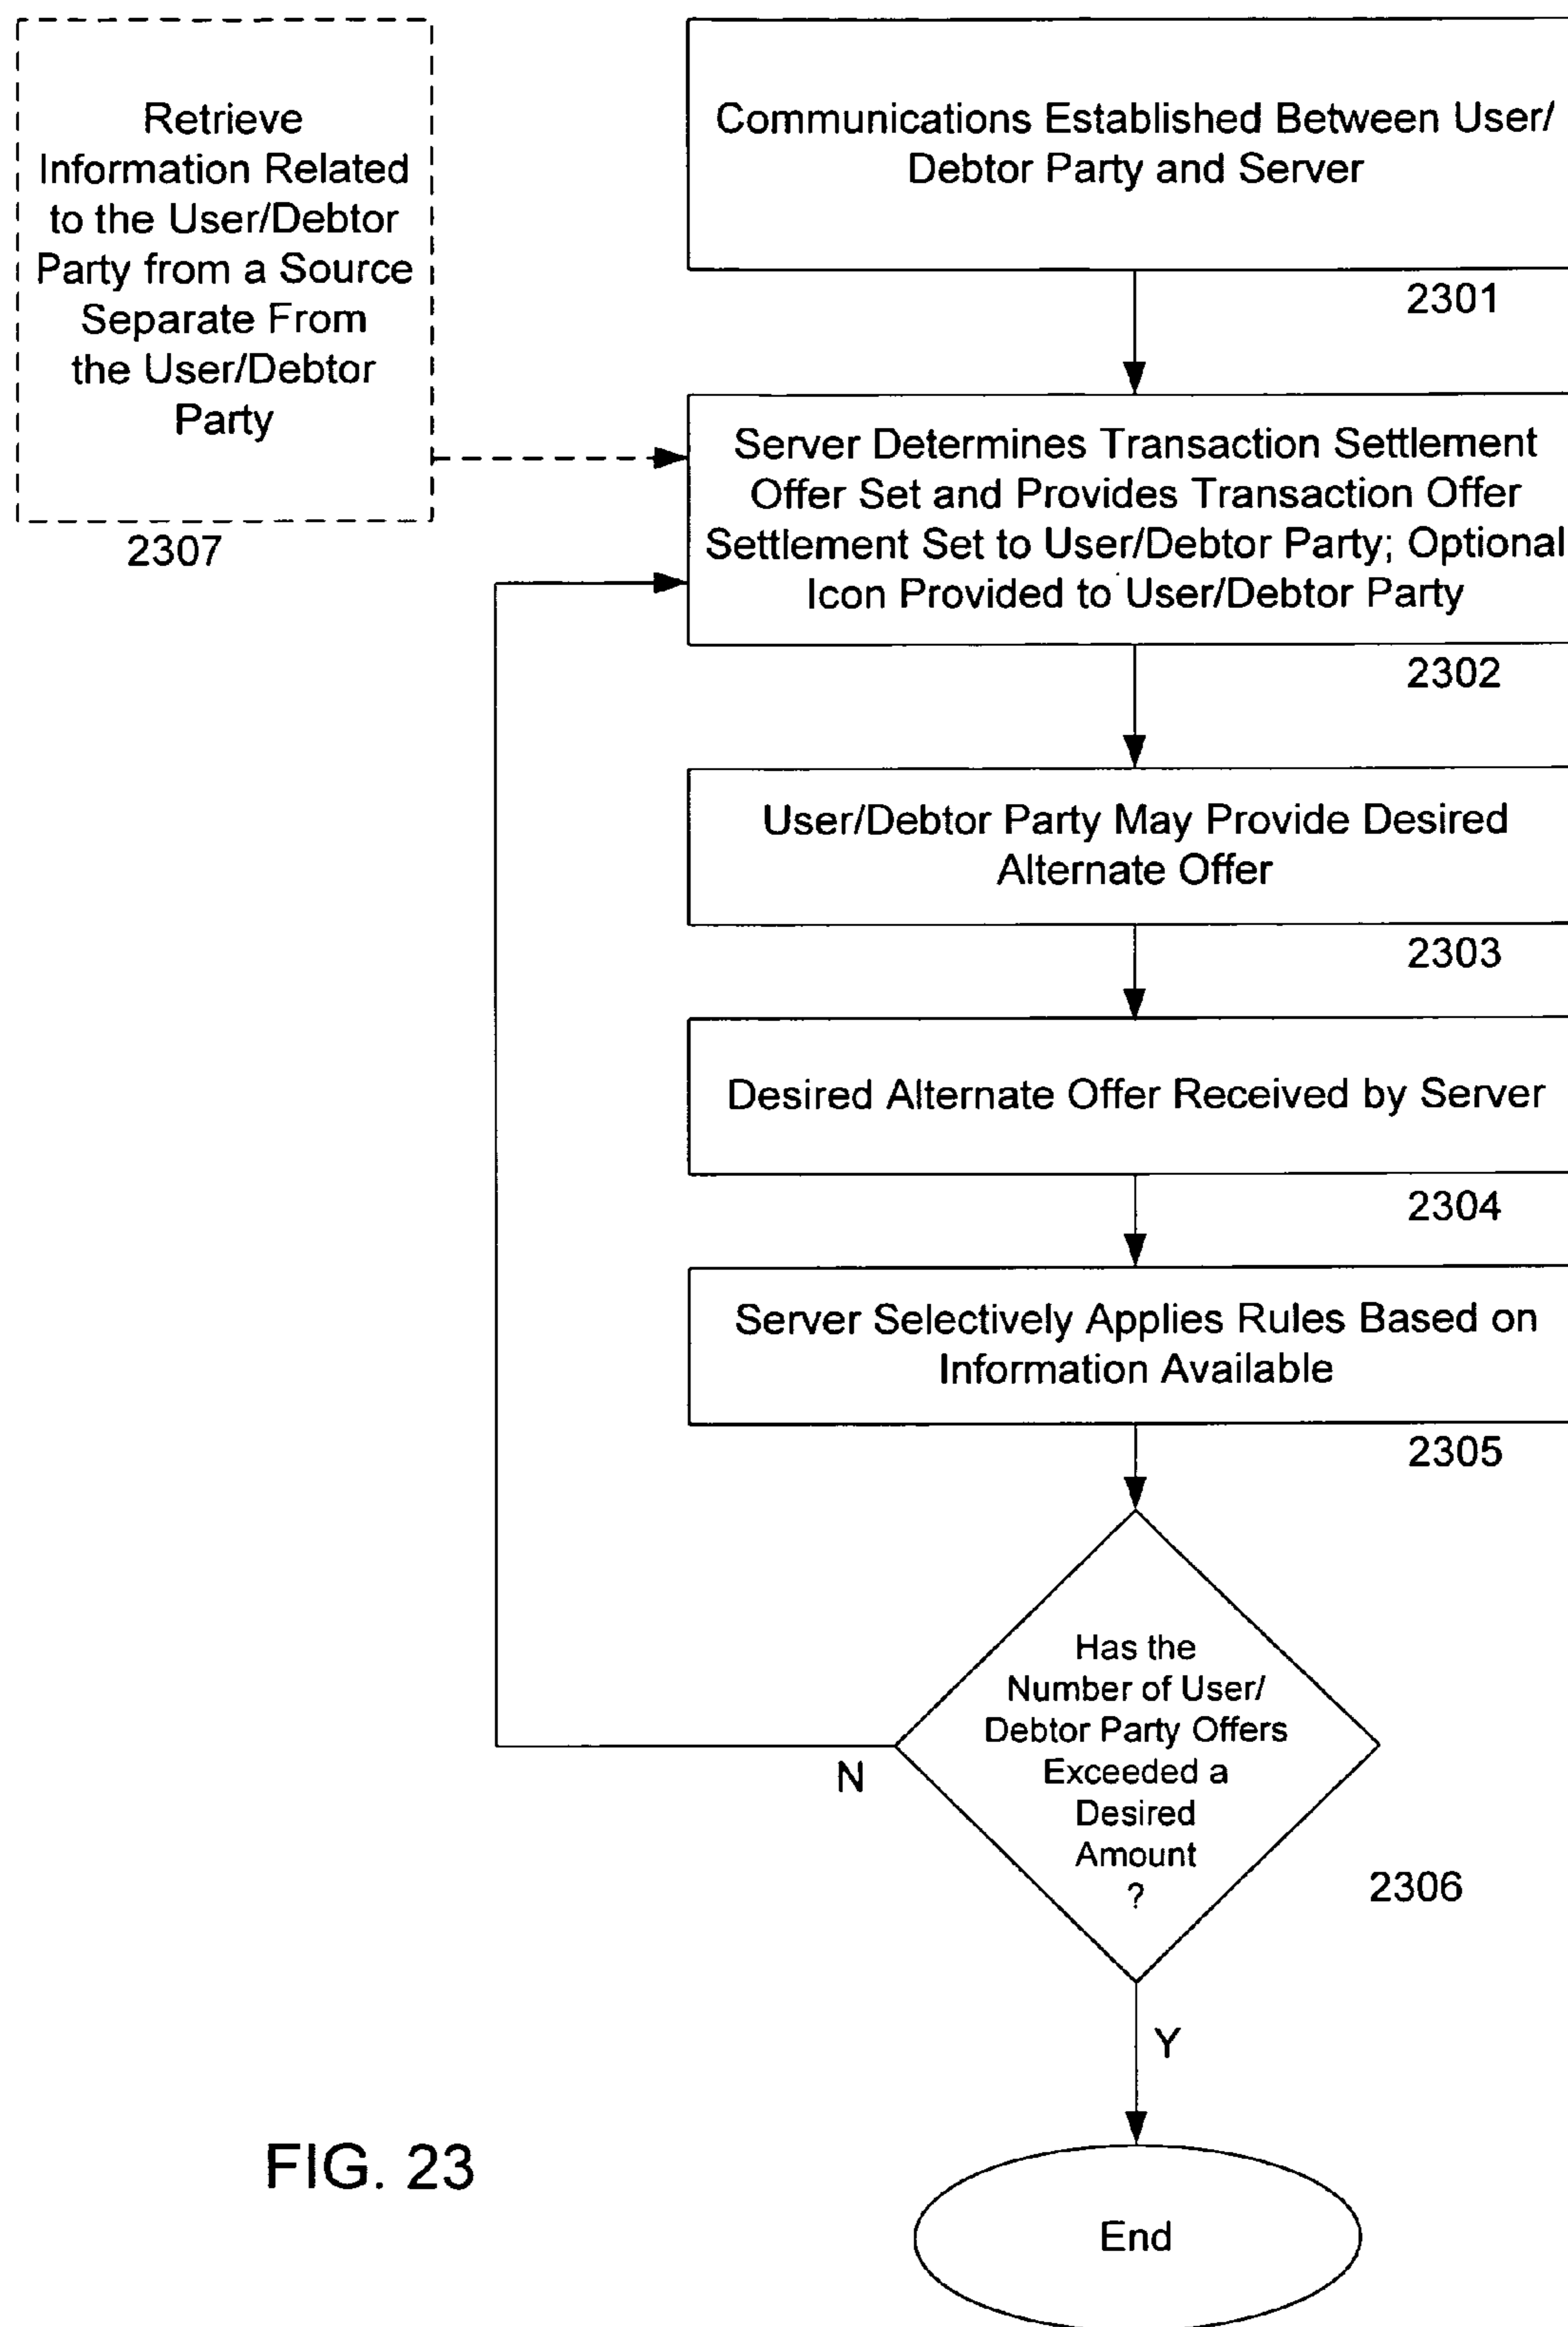 Retrieve
Information Related
to the User/Debtor
Party from a Source
Separate From
the User/Debtor
Party
2307
Communications Established Between User/
Debtor Party and Server
2301
Server Determines Transaction Settlement
Offer Set and Provides Transaction Offer
Settlement Set to User/Debtor Party; Optional
Icon Provided to User/Debtor Party
2302
User/Debtor Party May Provide Desired
Alternate Offer
2303
Desired Alternate Offer Received by Server
2304
Server Selectively Applies Rules Based on
Information Available
2305
Has the
Number of User/
Debtor Party Offers
Exceeded a
Desired
Amount
?
N
2306
Y
End
FIG. 23